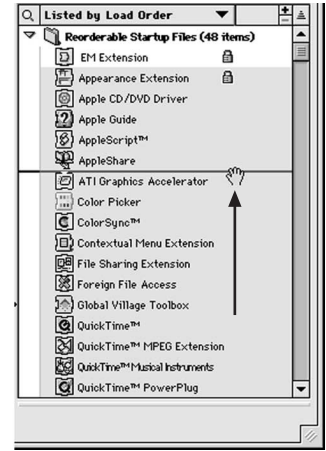 Listed by Load Order
Reorderable Startup Files (48 items)
EM Extension
Appearance Extension
Apple CD/DVD Driver
Apple Guide
AppleScript™
AppleShare
ATI Graphics Accelerator
Color Picker
ColorSync™
Contextual Menu Extension
File Sharing Extension
Foreign File Access
Global Village Toolbox
QuickTime™
QuickTime™ MPEG Extension
QuickTime™ Musical Instruments
QuickTime™ PowerPlug